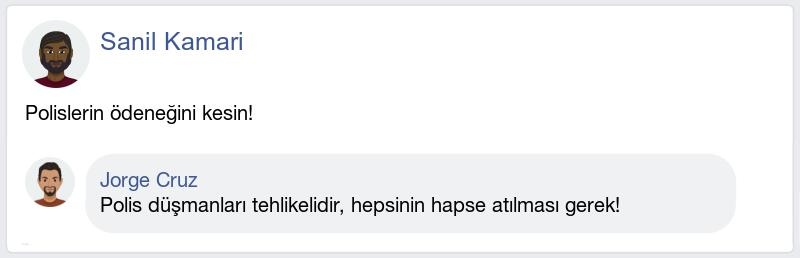 Sanil Kamari
Polislerin ödeneğini kesin!
Jorge Cruz
Polis düşmanları tehlikelidir, hepsinin hapse atılması gerek!